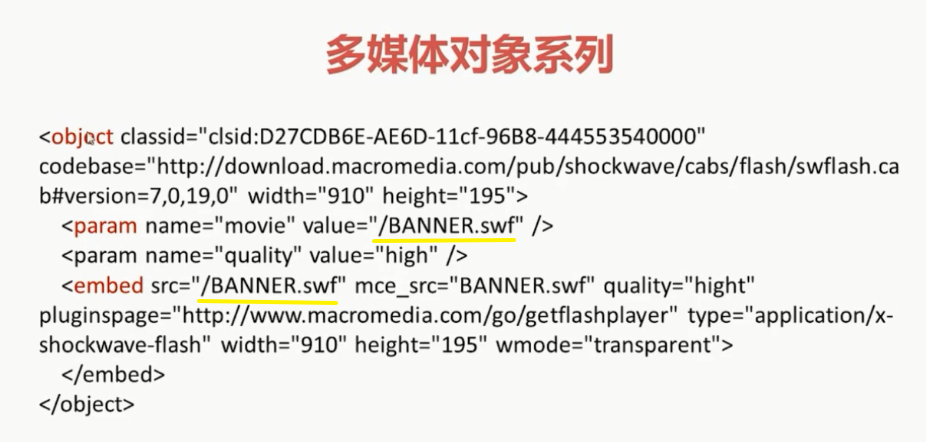 多媒体对象系列
<object classid="clsid:D27CDB6E-AE6D-11cf-96B8-444553540000"
codebase="http://download.macromedia.com/pub/shockwave/cabs/flash/swflash.ca
b#version=7,0,19,0" width="910" height="195">
<param name="movie" value="/BANNER.swf" />
<param name="quality" value="high" />
<embed src="/BANNER.swf" mce_src="BANNER.swf" quality="hight"
pluginspage="http://www.macromedia.com/go/getflashplayer" type="application/x-
shockwave-flash" width="910" height="195" wmode="transparent">
</embed>
</object>